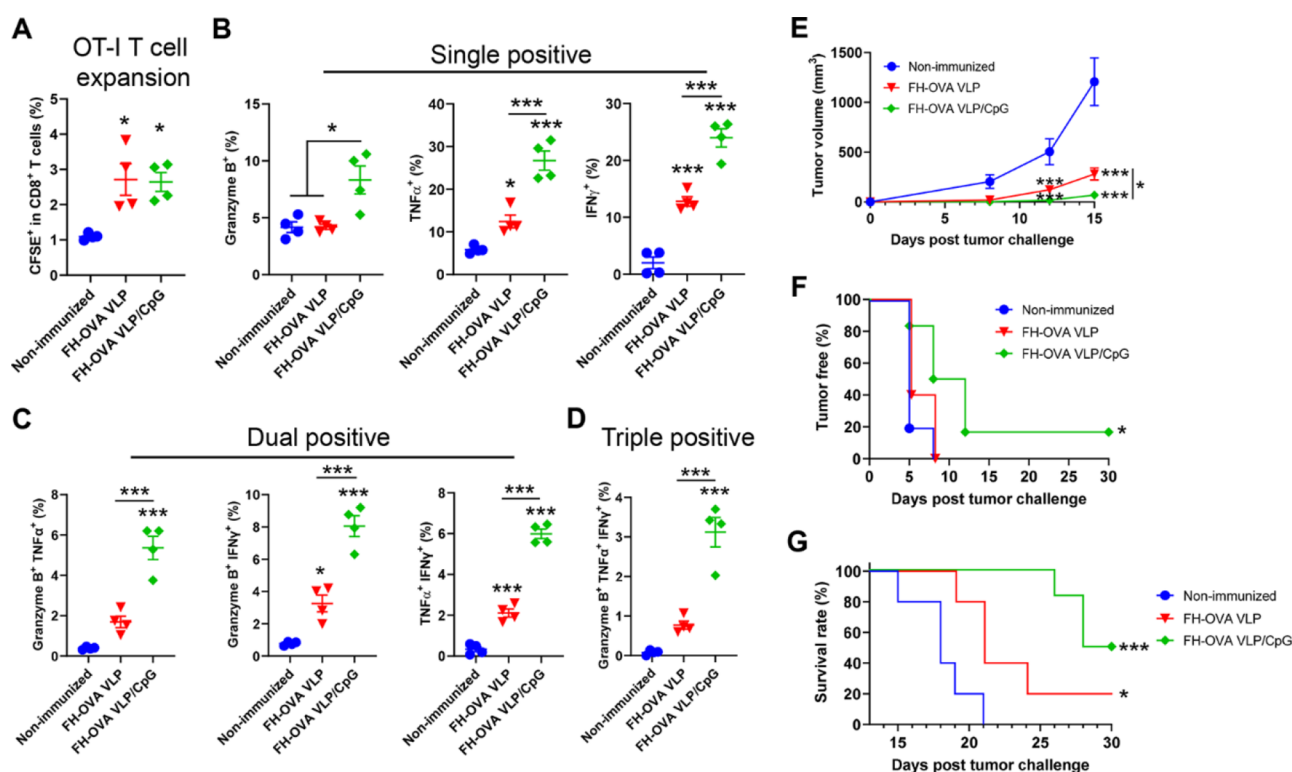 A
OT-I T cell
expansion
CFSE⁺ in CD8⁺ T cells (%)
6
5
4
3
2
1
0
*
*
Non-immunized
FH-OVA VLP
FH-OVA VLP/CpG
B
Single positive
Granzyme B⁺ (%)
15
10
5
0
*
Non-immunized
FH-OVA VLP
FH-OVA VLP/CpG
TNFα⁺ (%)
40
30
20
10
0
***
***
*
Non-immunized
FH-OVA VLP
FH-OVA VLP/CpG
IFNγ⁺ (%)
30
20
10
0
***
***
***
Non-immunized
FH-OVA VLP
FH-OVA VLP/CpG
C
Dual positive
Granzyme B⁺ TNFα⁺ (%)
8
6
4
2
0
***
***
Non-immunized
FH-OVA VLP
FH-OVA VLP/CpG
Granzyme B⁺ IFNγ⁺ (%)
10
8
6
4
2
0
***
***
*
Non-immunized
FH-OVA VLP
FH-OVA VLP/CpG
TNFα⁺ IFNγ⁺ (%)
8
6
4
2
0
***
***
***
Non-immunized
FH-OVA VLP
FH-OVA VLP/CpG
D
Triple positive
Granzyme B⁺ TNFα⁺ IFNγ⁺ (%)
4
3
2
1
0
***
***
Non-immunized
FH-OVA VLP
FH-OVA VLP/CpG
E
Tumor volume (mm³)
1500
1000
500
0
Non-immunized
FH-OVA VLP
FH-OVA VLP/CpG
***
***
***
***
*
0 5 10 15
Days post tumor challenge
F
Tumor free (%)
100
80
60
40
20
0
Non-immunized
FH-OVA VLP
FH-OVA VLP/CpG
*
0 5 10 15 20 25 30
Days post tumor challenge
G
Survival rate (%)
100
80
60
40
20
0
Non-immunized
FH-OVA VLP
FH-OVA VLP/CpG
***
*
15 20 26 30
Days post tumor challenge